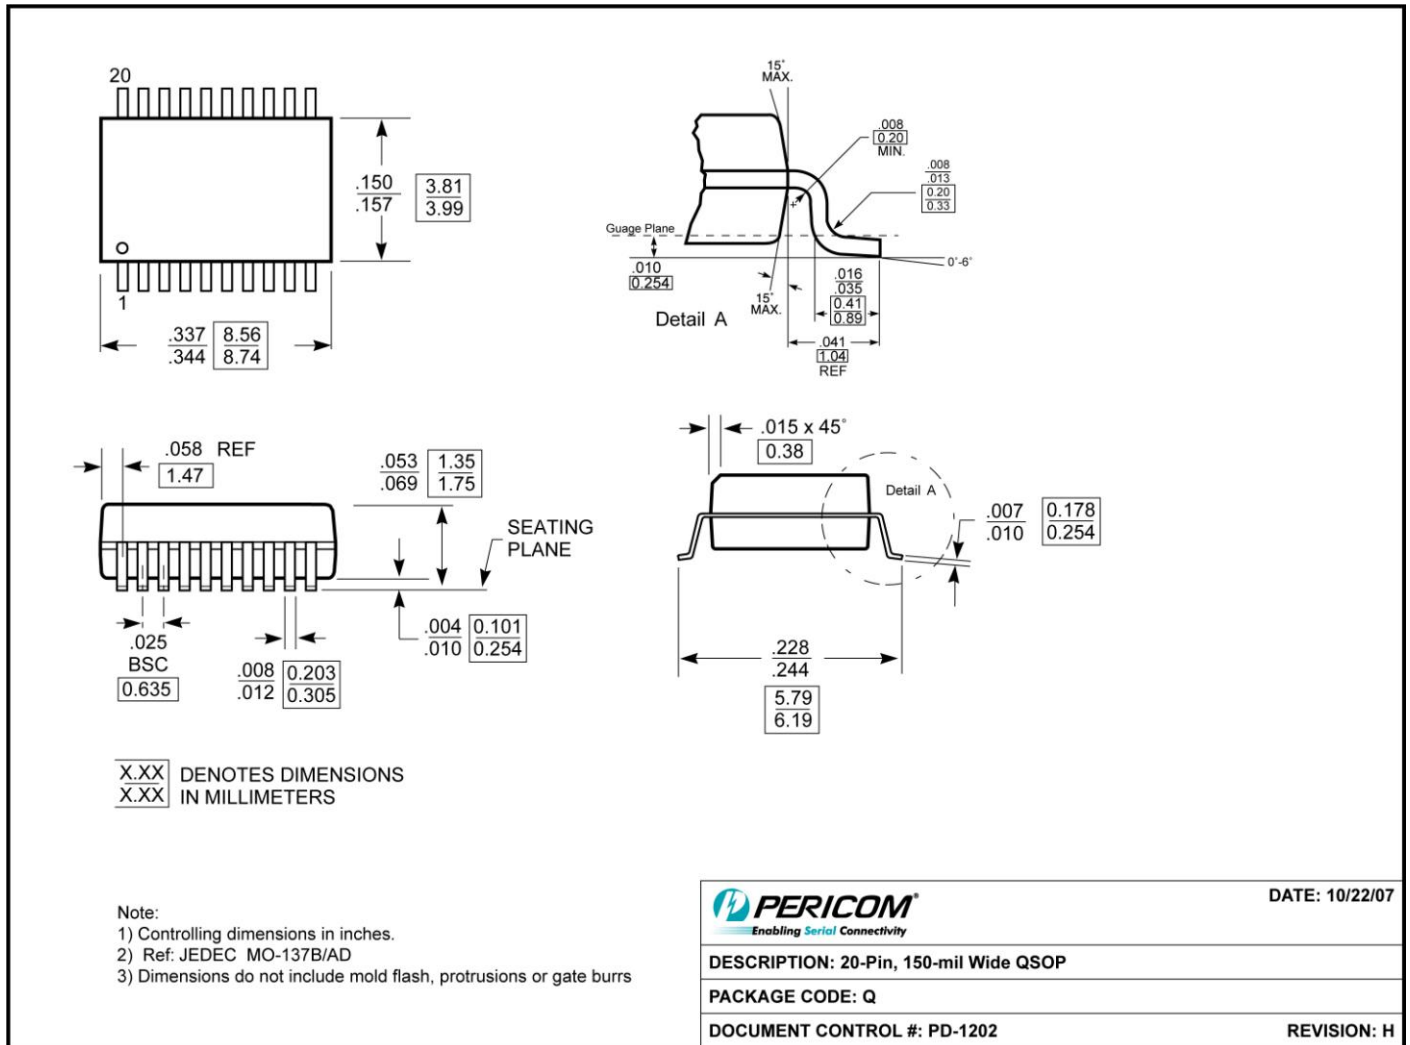 20
.150
.157
3.81
3.99
1
.337
.344
8.56
8.74
15°
MAX.
.008
0.20
MIN.
.008
.013
0.20
0.33
Guage Plane
.010
0.254
0°-6°
15°
MAX.
.016
.035
0.41
0.89
Detail A
.041
1.04
REF
.058 REF
1.47
.053
.069
1.35
1.75
SEATING
PLANE
.025
BSC
0.635
.008
.012
0.203
0.305
.004
.010
0.101
0.254
.015 x 45°
0.38
Detail A
.007
.010
0.178
0.254
.228
.244
5.79
6.19
X.XX
X.XX
DENOTES DIMENSIONS
IN MILLIMETERS
Note:
1) Controlling dimensions in inches.
2) Ref: JEDEC MO-137B/AD
3) Dimensions do not include mold flash, protrusions or gate burrs
PERICOM®
Enabling Serial Connectivity
DATE: 10/22/07
DESCRIPTION: 20-Pin, 150-mil Wide QSOP
PACKAGE CODE: Q
DOCUMENT CONTROL #: PD-1202
REVISION: H